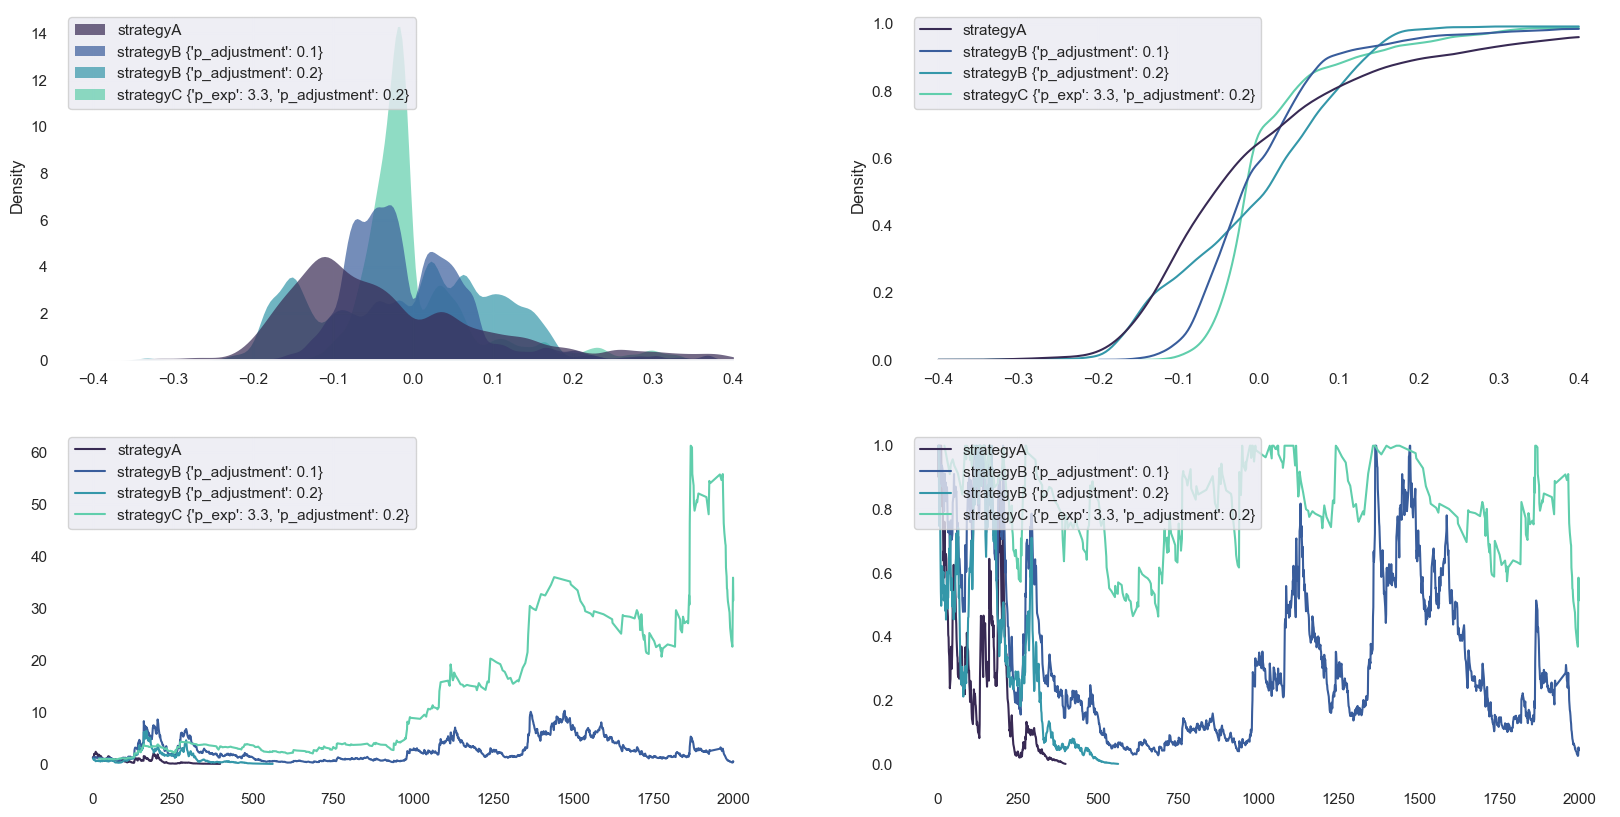 strategyA
strategyB {'p_adjustment': 0.1}
strategyB {'p_adjustment': 0.2}
strategyC {'p_exp': 3.3, 'p_adjustment': 0.2}
Density
14
12
10
8
6
4
2
0
−0.4 −0.3 −0.2 −0.1 0.0 0.1 0.2 0.3 0.4
strategyA
strategyB {'p_adjustment': 0.1}
strategyB {'p_adjustment': 0.2}
strategyC {'p_exp': 3.3, 'p_adjustment': 0.2}
Density
1.0
0.8
0.6
0.4
0.2
0.0
−0.4 −0.3 −0.2 −0.1 0.0 0.1 0.2 0.3 0.4
strategyA
strategyB {'p_adjustment': 0.1}
strategyB {'p_adjustment': 0.2}
strategyC {'p_exp': 3.3, 'p_adjustment': 0.2}
60
50
40
30
20
10
0
0 250 500 750 1000 1250 1500 1750 2000
strategyA
strategyB {'p_adjustment': 0.1}
strategyB {'p_adjustment': 0.2}
strategyC {'p_exp': 3.3, 'p_adjustment': 0.2}
1.0
0.8
0.6
0.4
0.2
0.0
0 250 500 750 1000 1250 1500 1750 2000